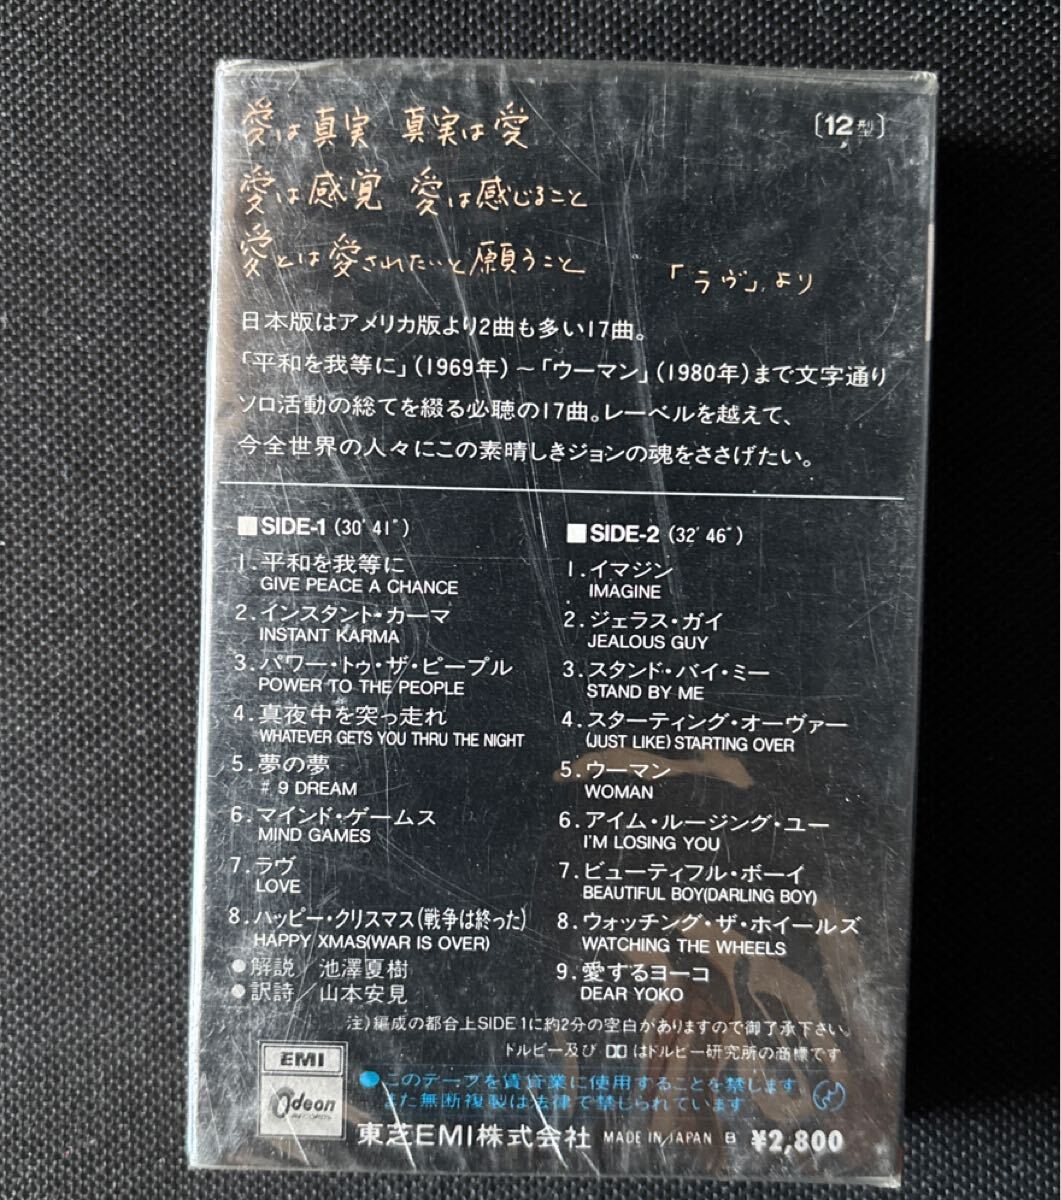 愛は真実 真実は愛
〔12型〕
愛は感覚 愛は感じること
愛とは愛されたいと願うこと
「ラヴ」より
日本版はアメリカ版より2曲も多い17曲。
「平和を我等に」(1969年)～「ウーマン」(1980年)まで文字通り
ソロ活動の総てを綴る必聴の17曲。レーベルを越えて、
今全世界の人々にこの素晴しきジョンの魂をささげたい。
■SIDE-1 (30′41″)
1.平和を我等に
GIVE PEACE A CHANCE
2.インスタント・カーマ
INSTANT KARMA
3.パワー・トゥ・ザ・ピープル
POWER TO THE PEOPLE
4.真夜中を突っ走れ
WHATEVER GETS YOU THRU THE NIGHT
5.夢の夢
#9 DREAM
6.マインド・ゲームス
MIND GAMES
7.ラヴ
LOVE
8.ハッピー・クリスマス(戦争は終った)
HAPPY XMAS(WAR IS OVER)
●解説/池澤夏樹
●訳詩/山本安見
■SIDE-2 (32′46″)
1.イマジン
IMAGINE
2.ジェラス・ガイ
JEALOUS GUY
3.スタンド・バイ・ミー
STAND BY ME
4.スターティング・オーヴァー
(JUST LIKE) STARTING OVER
5.ウーマン
WOMAN
6.アイム・ルージング・ユー
I'M LOSING YOU
7.ビューティフル・ボーイ
BEAUTIFUL BOY(DARLING BOY)
8.ウォッチング・ザ・ホイールズ
WATCHING THE WHEELS
9.愛するヨーコ
DEAR YOKO
注)編成の都合上SIDE1に約2分の空白がありますので御了承下さい。
ドルビー及び はドルビー研究所の商標です
EMI
Odeon
RECORDS
●このテープを賃貸業に使用することを禁じます。
また無断複製は法律で禁じられています。
東芝EMI株式会社 MADE IN JAPAN B ¥2,800